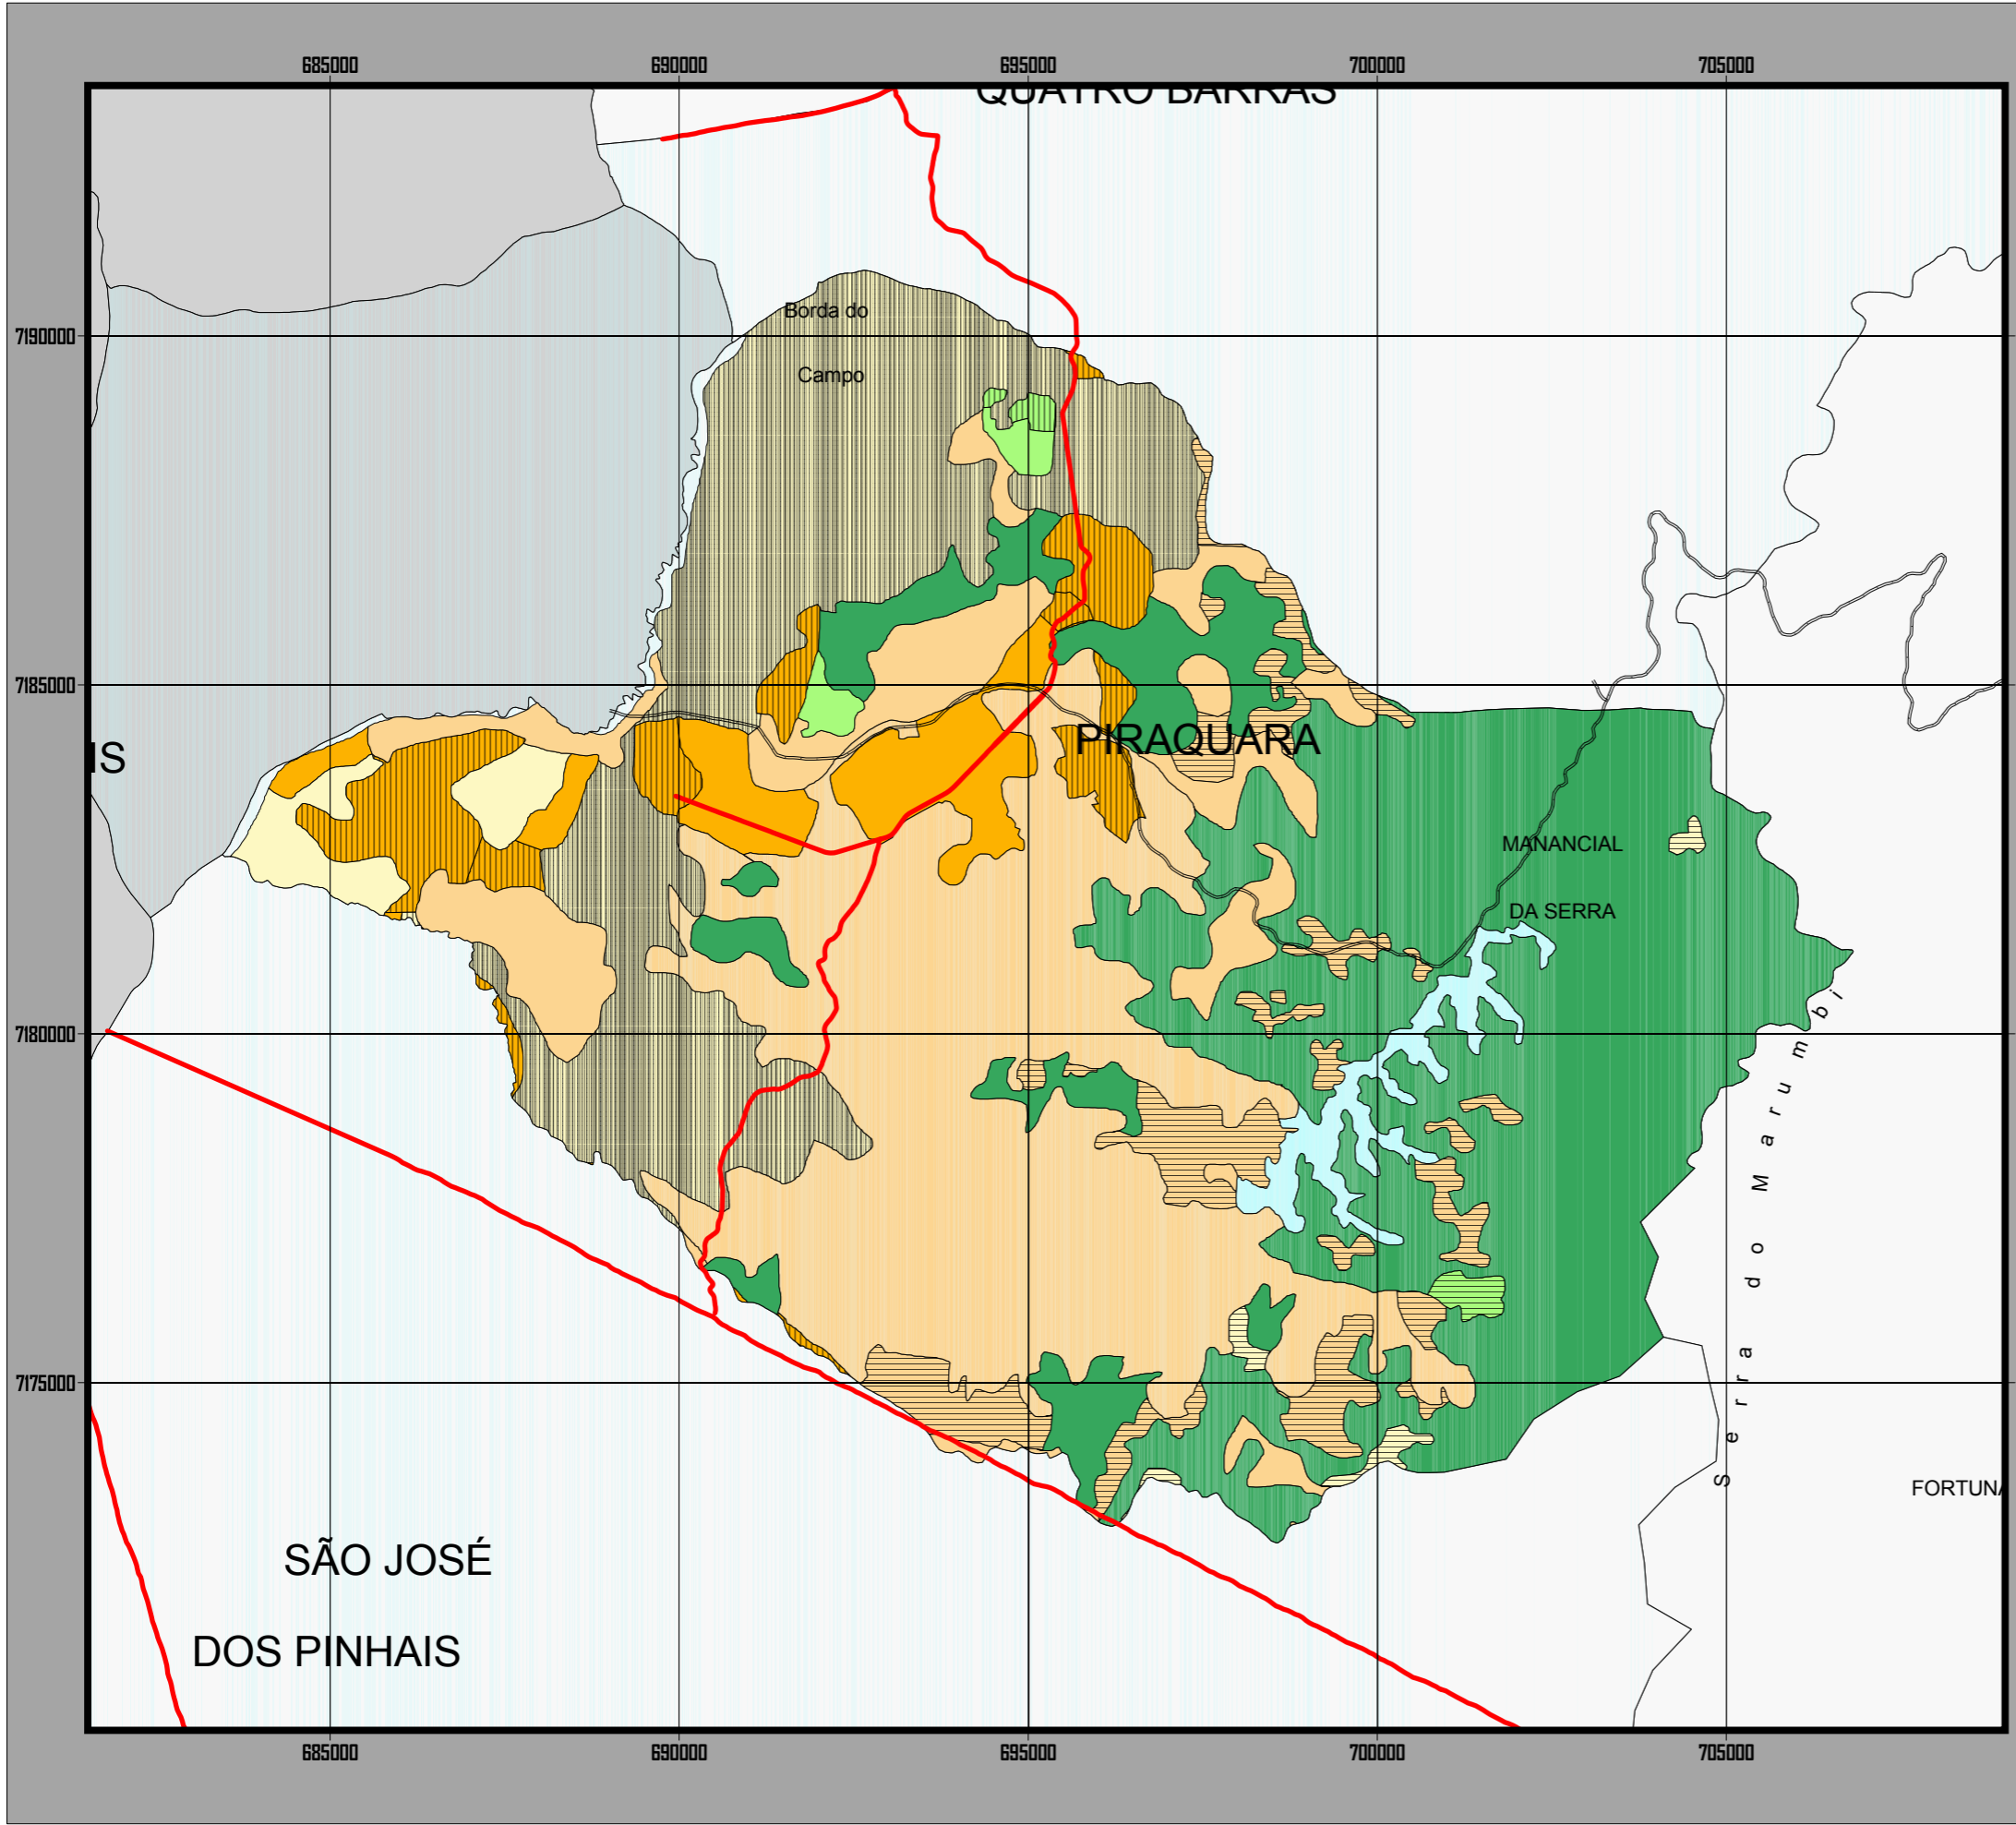 685000 690000 695000 700000 705000
QUATRO BARRAS
Borda do
7190000
Campo
7185000
PIRAQUARA
IS
MANANCIAL
DA SERRA
7180000
Serra do Marumbi
7175000
FORTUNA
SÃO JOSÉ
DOS PINHAIS
685000 690000 695000 700000 705000